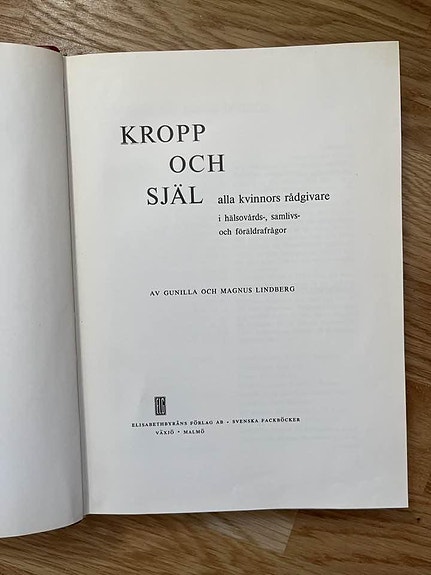 KROPP
OCH
SJÄL alla kvinnors rådgivare
i hälsovårds-, samlivs-
och föräldrafrågor
AV GUNILLA OCH MAGNUS LINDBERG
ELISABETHBYRÅNS FÖRLAG AB • SVENSKA FACKBÖCKER
VÄXJÖ * MALMÖ